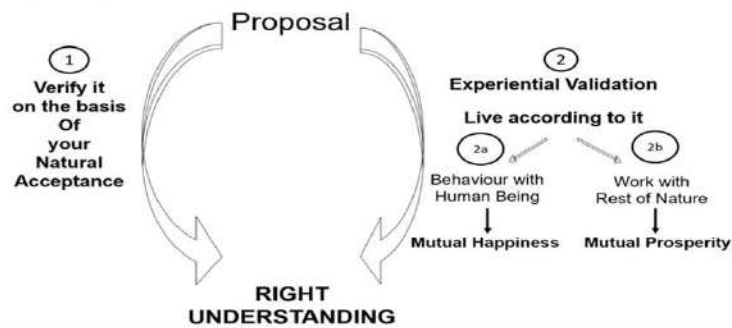 Proposal
1
Verify it
on the basis
Of
your
Natural
Acceptance
2
Experiential Validation
Live according to it
2a
Behaviour with
Human Being
Mutual Happiness
2b
Work with
Rest of Nature
Mutual Prosperity
RIGHT
UNDERSTANDING